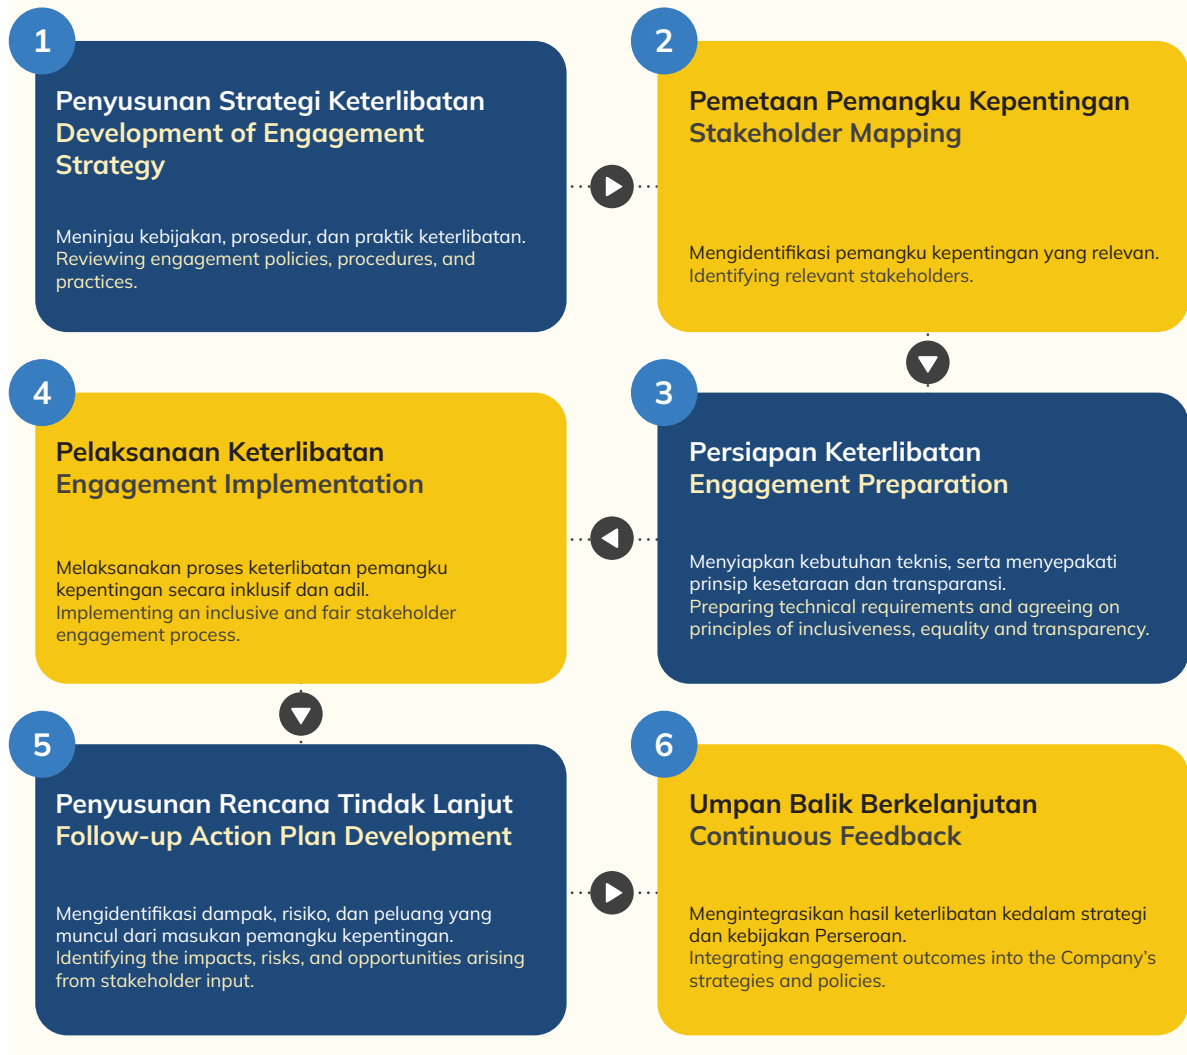 1
Penyusunan Strategi Keterlibatan
Development of Engagement
Strategy
Meninjau kebijakan, prosedur, dan praktik keterlibatan.
Reviewing engagement policies, procedures, and
practices.
2
Pemetaan Pemangku Kepentingan
Stakeholder Mapping
Mengidentifikasi pemangku kepentingan yang relevan.
Identifying relevant stakeholders.
3
Persiapan Keterlibatan
Engagement Preparation
Menyiapkan kebutuhan teknis, serta menyepakati
prinsip kesetaraan dan transparansi.
Preparing technical requirements and agreeing on
principles of inclusiveness, equality and transparency.
4
Pelaksanaan Keterlibatan
Engagement Implementation
Melaksanakan proses keterlibatan pemangku
kepentingan secara inklusif dan adil.
Implementing an inclusive and fair stakeholder
engagement process.
5
Penyusunan Rencana Tindak Lanjut
Follow-up Action Plan Development
Mengidentifikasi dampak, risiko, dan peluang yang
muncul dari masukan pemangku kepentingan.
Identifying the impacts, risks, and opportunities arising
from stakeholder input.
6
Umpan Balik Berkelanjutan
Continuous Feedback
Mengintegrasikan hasil keterlibatan kedalam strategi
dan kebijakan Perseroan.
Integrating engagement outcomes into the Company’s
strategies and policies.